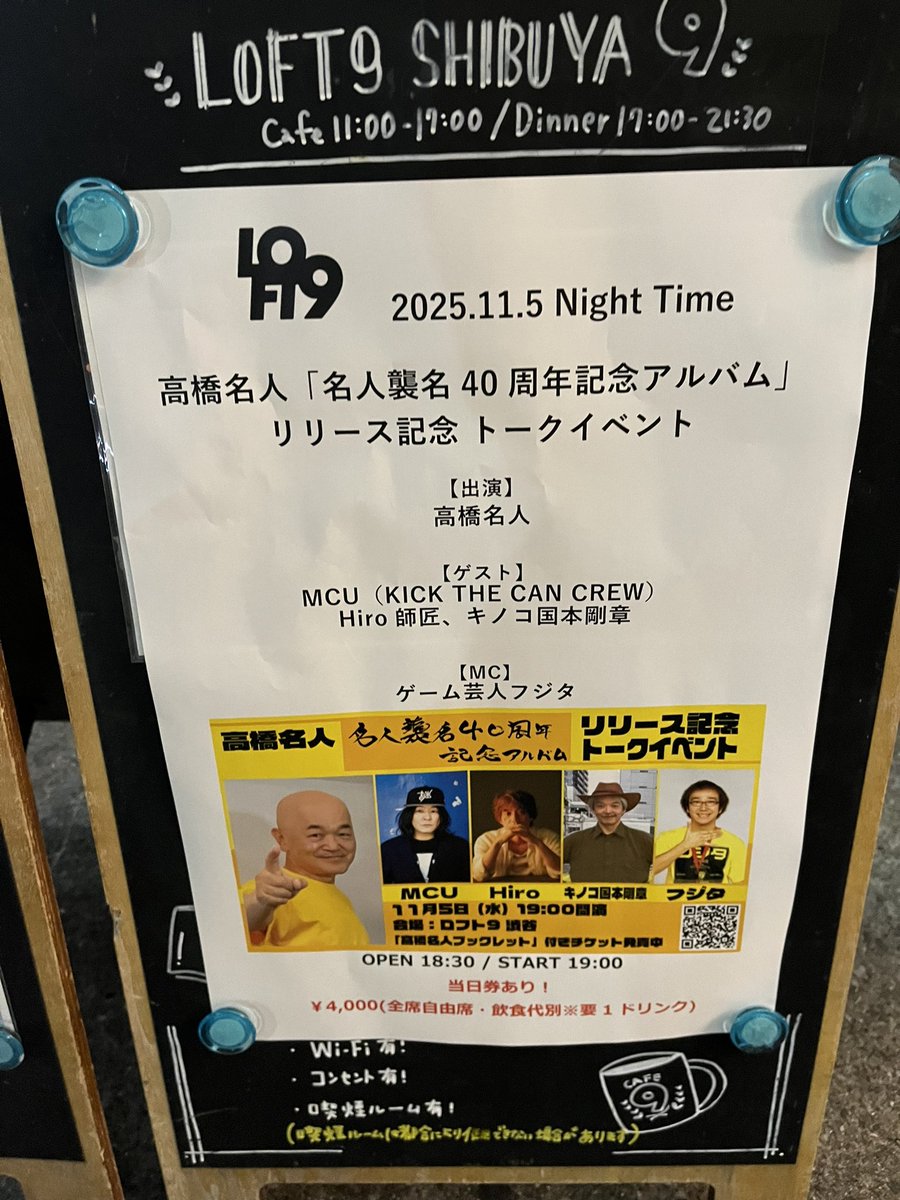 LOFT9 SHIBUYA 9
Cafe 11:00-17:00 / Dinner 17:00-21:30
LOFT9
2025.11.5 Night Time
高橋名人「名人襲名 40 周年記念アルバム」
リリース記念 トークイベント
【出演】
高橋名人
【ゲスト】
MCU（KICK THE CAN CREW）
Hiro 師匠、キノコ国本剛章
【MC】
ゲーム芸人フジタ
高橋名人 名人襲名40周年 記念アルバム リリース記念 トークイベント
MCU Hiro キノコ国本剛章 フジタ
11月5日（水）19:00開演
会場：ロフト9 渋谷
「高橋名人ブックレット」付きチケット発売中
OPEN 18:30 / START 19:00
当日券あり！
￥4,000(全席自由席・飲食代別※要 1 ドリンク)
・Wi-Fi 有!
・コンセント有!
・喫煙ルーム有!
(喫煙ルームは都合により使用できない場合があります)
CAFE
9